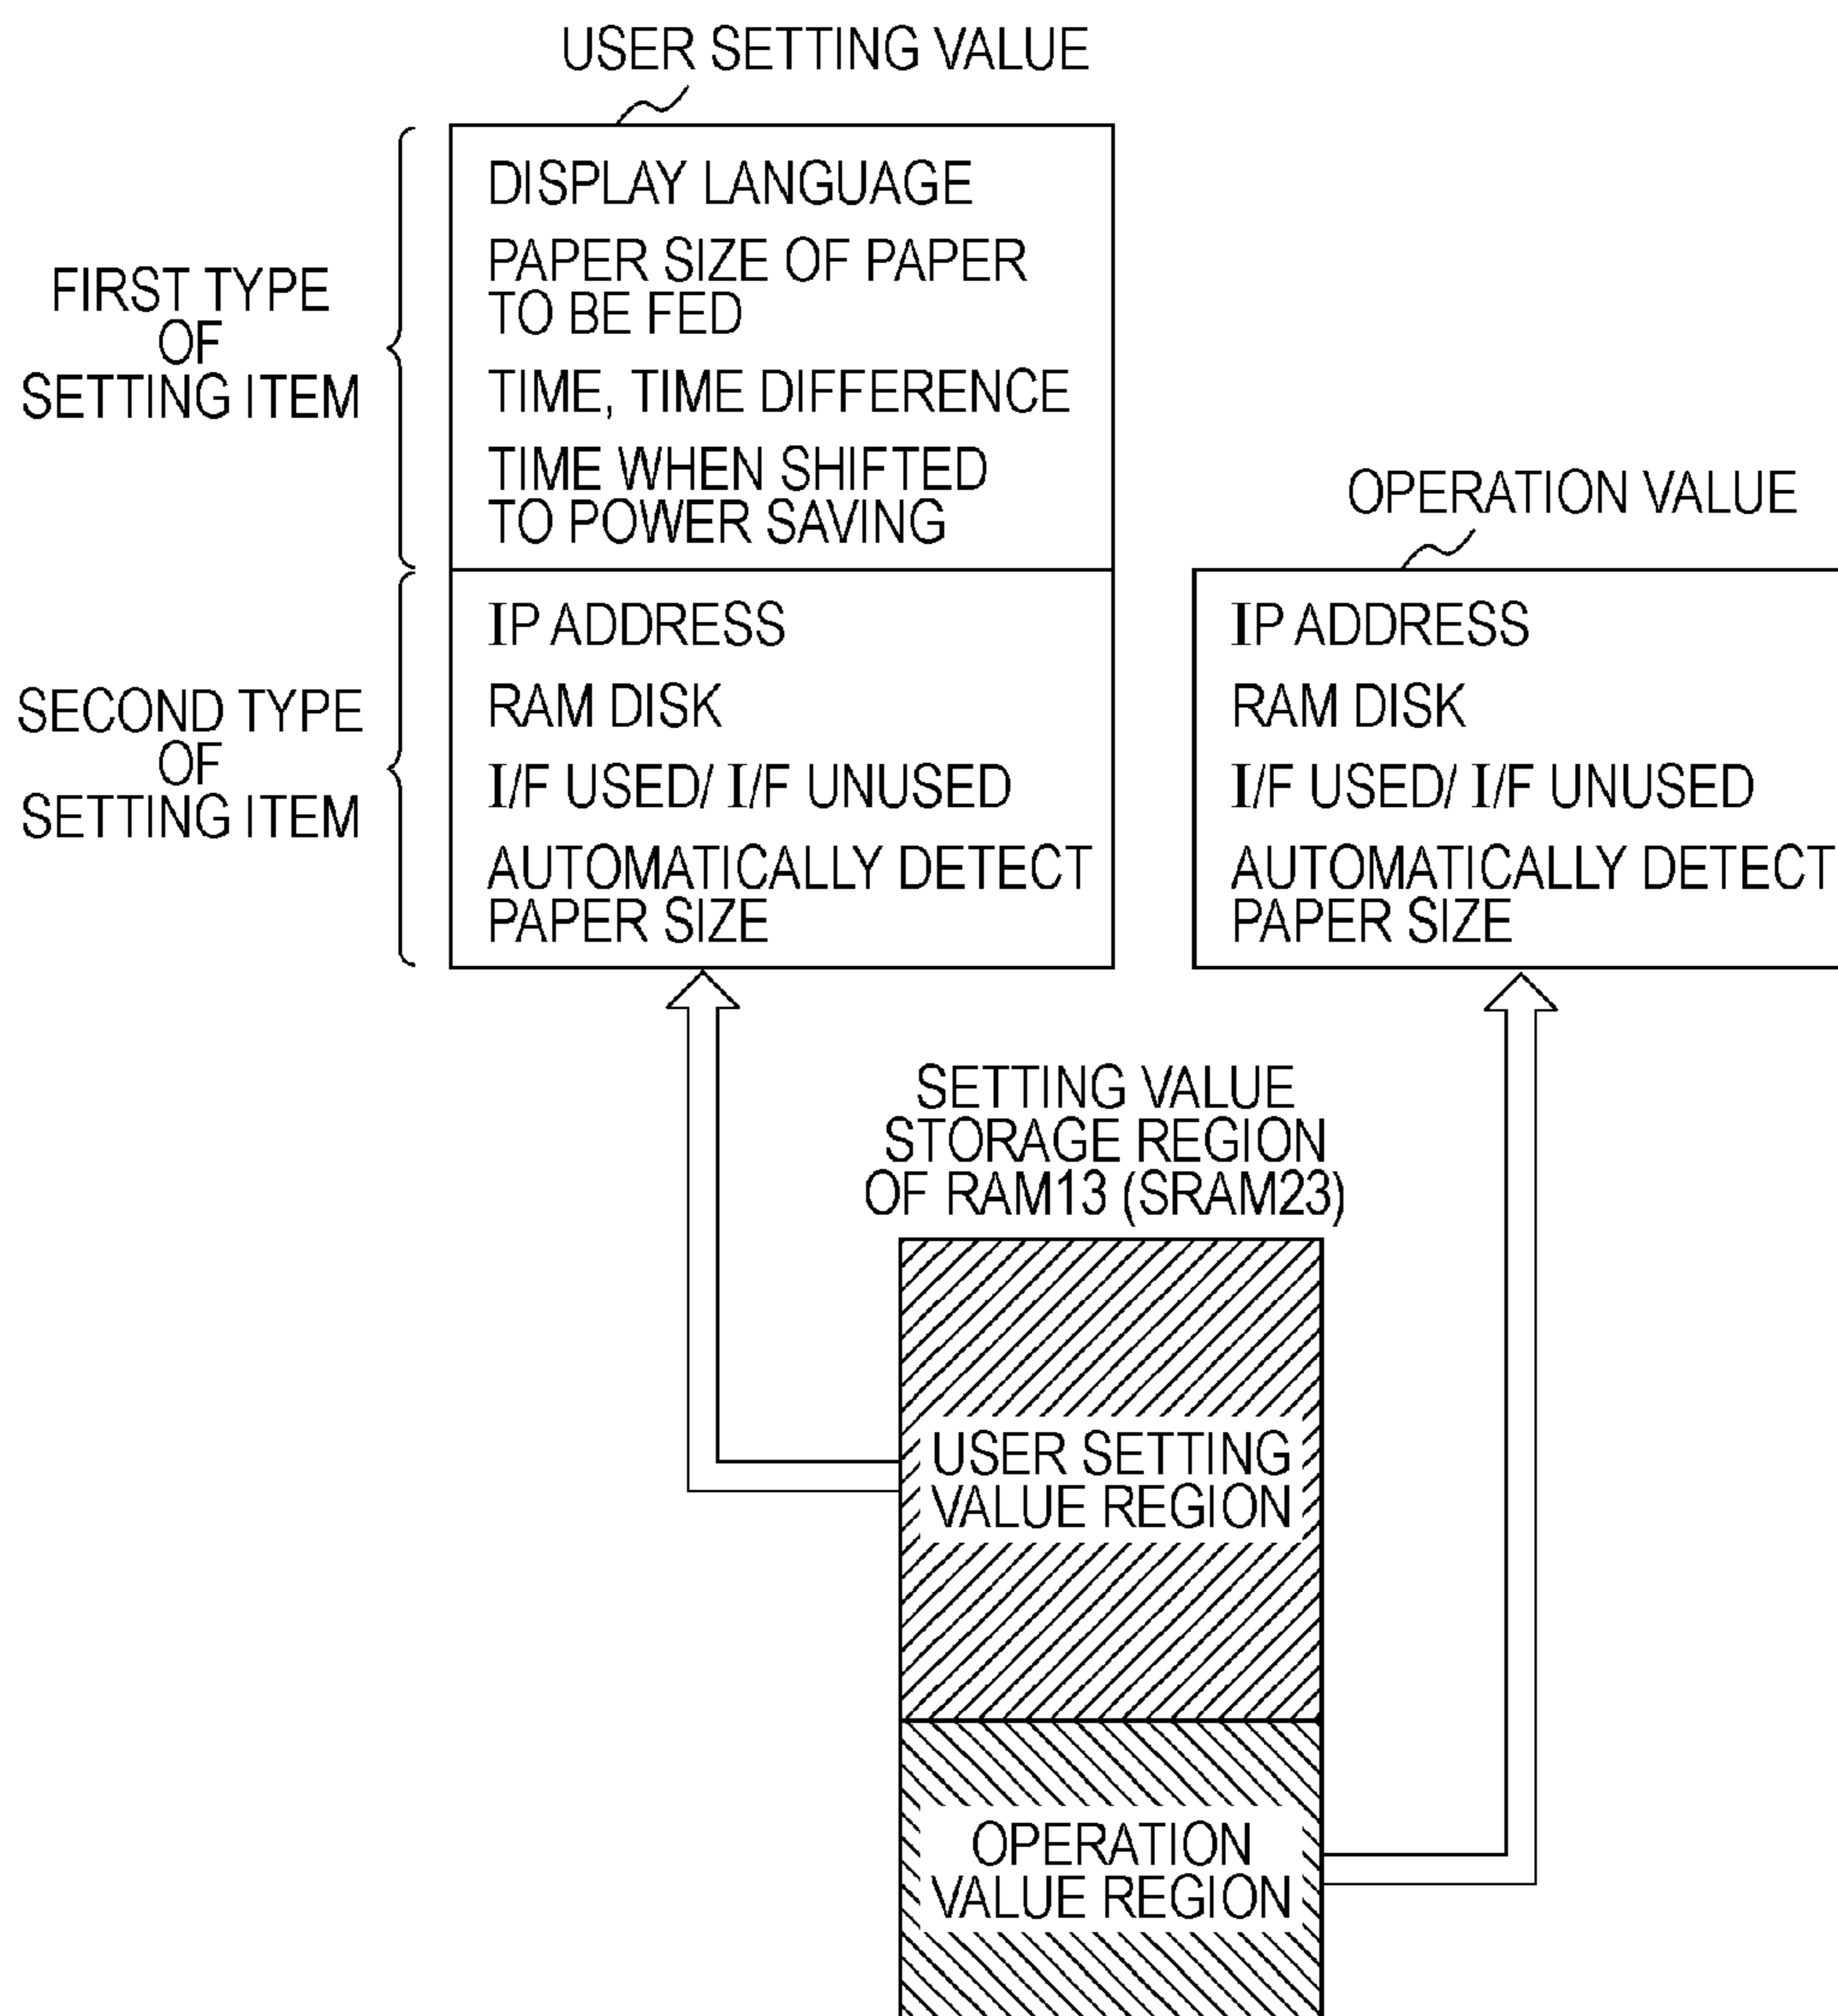 USER SETTING VALUE
FIRST TYPE
OF
SETTING ITEM
DISPLAY LANGUAGE
PAPER SIZE OF PAPER
TO BE FED
TIME, TIME DIFFERENCE
TIME WHEN SHIFTED
TO POWER SAVING
SECOND TYPE
OF
SETTING ITEM
IP ADDRESS
RAM DISK
I/F USED/ I/F UNUSED
AUTOMATICALLY DETECT
PAPER SIZE
OPERATION VALUE
IP ADDRESS
RAM DISK
I/F USED/ I/F UNUSED
AUTOMATICALLY DETECT
PAPER SIZE
SETTING VALUE
STORAGE REGION
OF RAM13 (SRAM23)
USER SETTING
VALUE REGION
OPERATION
VALUE REGION